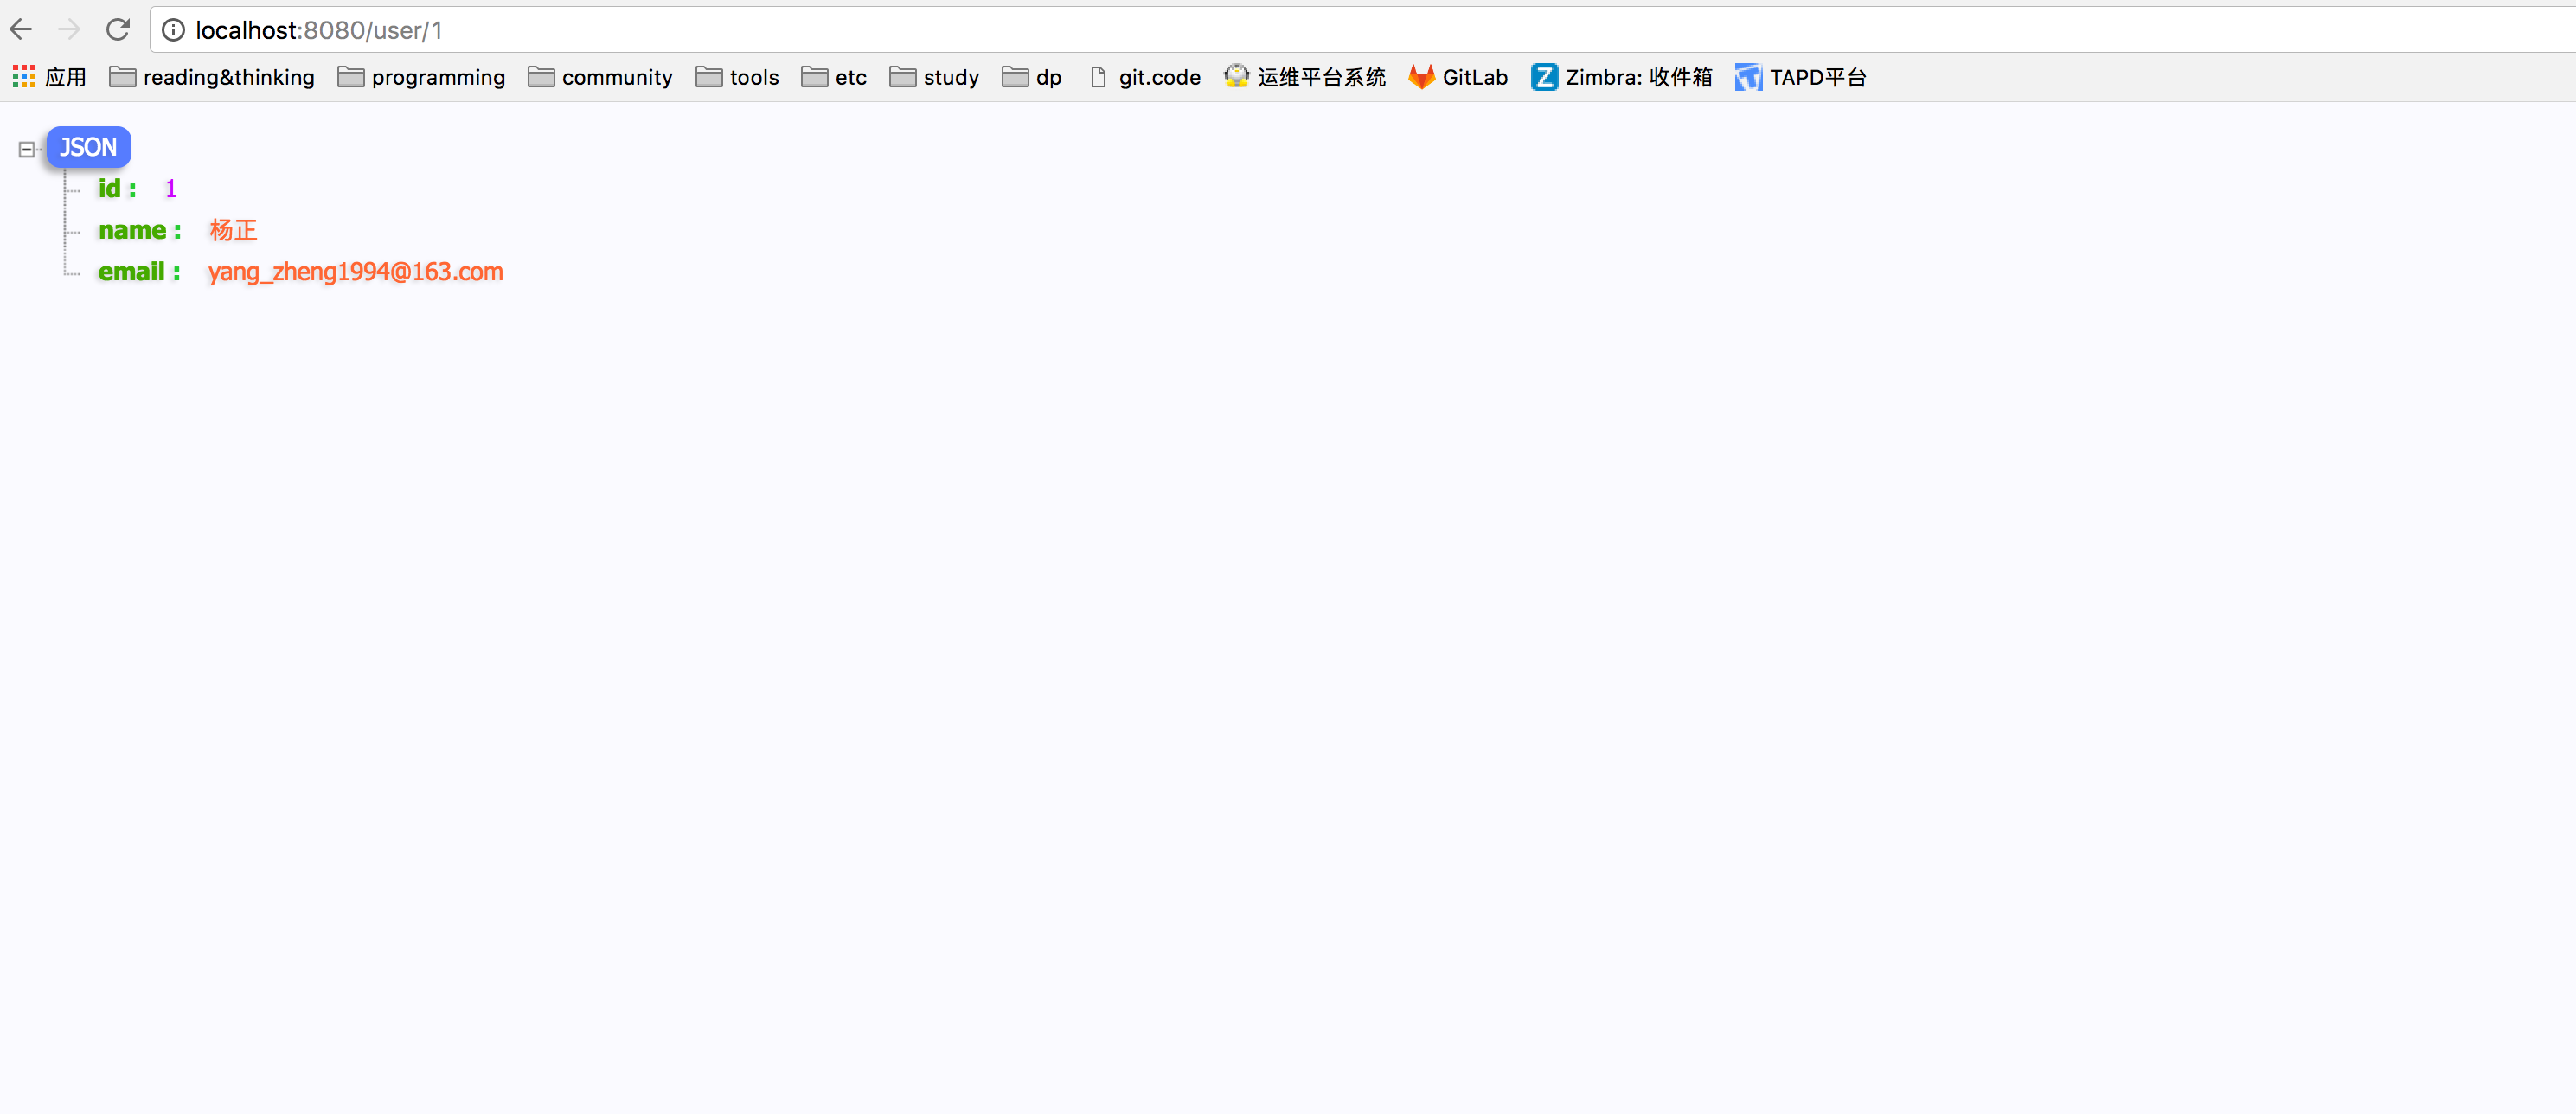 localhost:8080/user/1
应用 reading&thinking programming community tools etc study dp git.code 运维平台系统 GitLab Zimbra: 收件箱 TAPD平台
JSON
id : 1
name : 杨正
email : yang_zheng1994@163.com